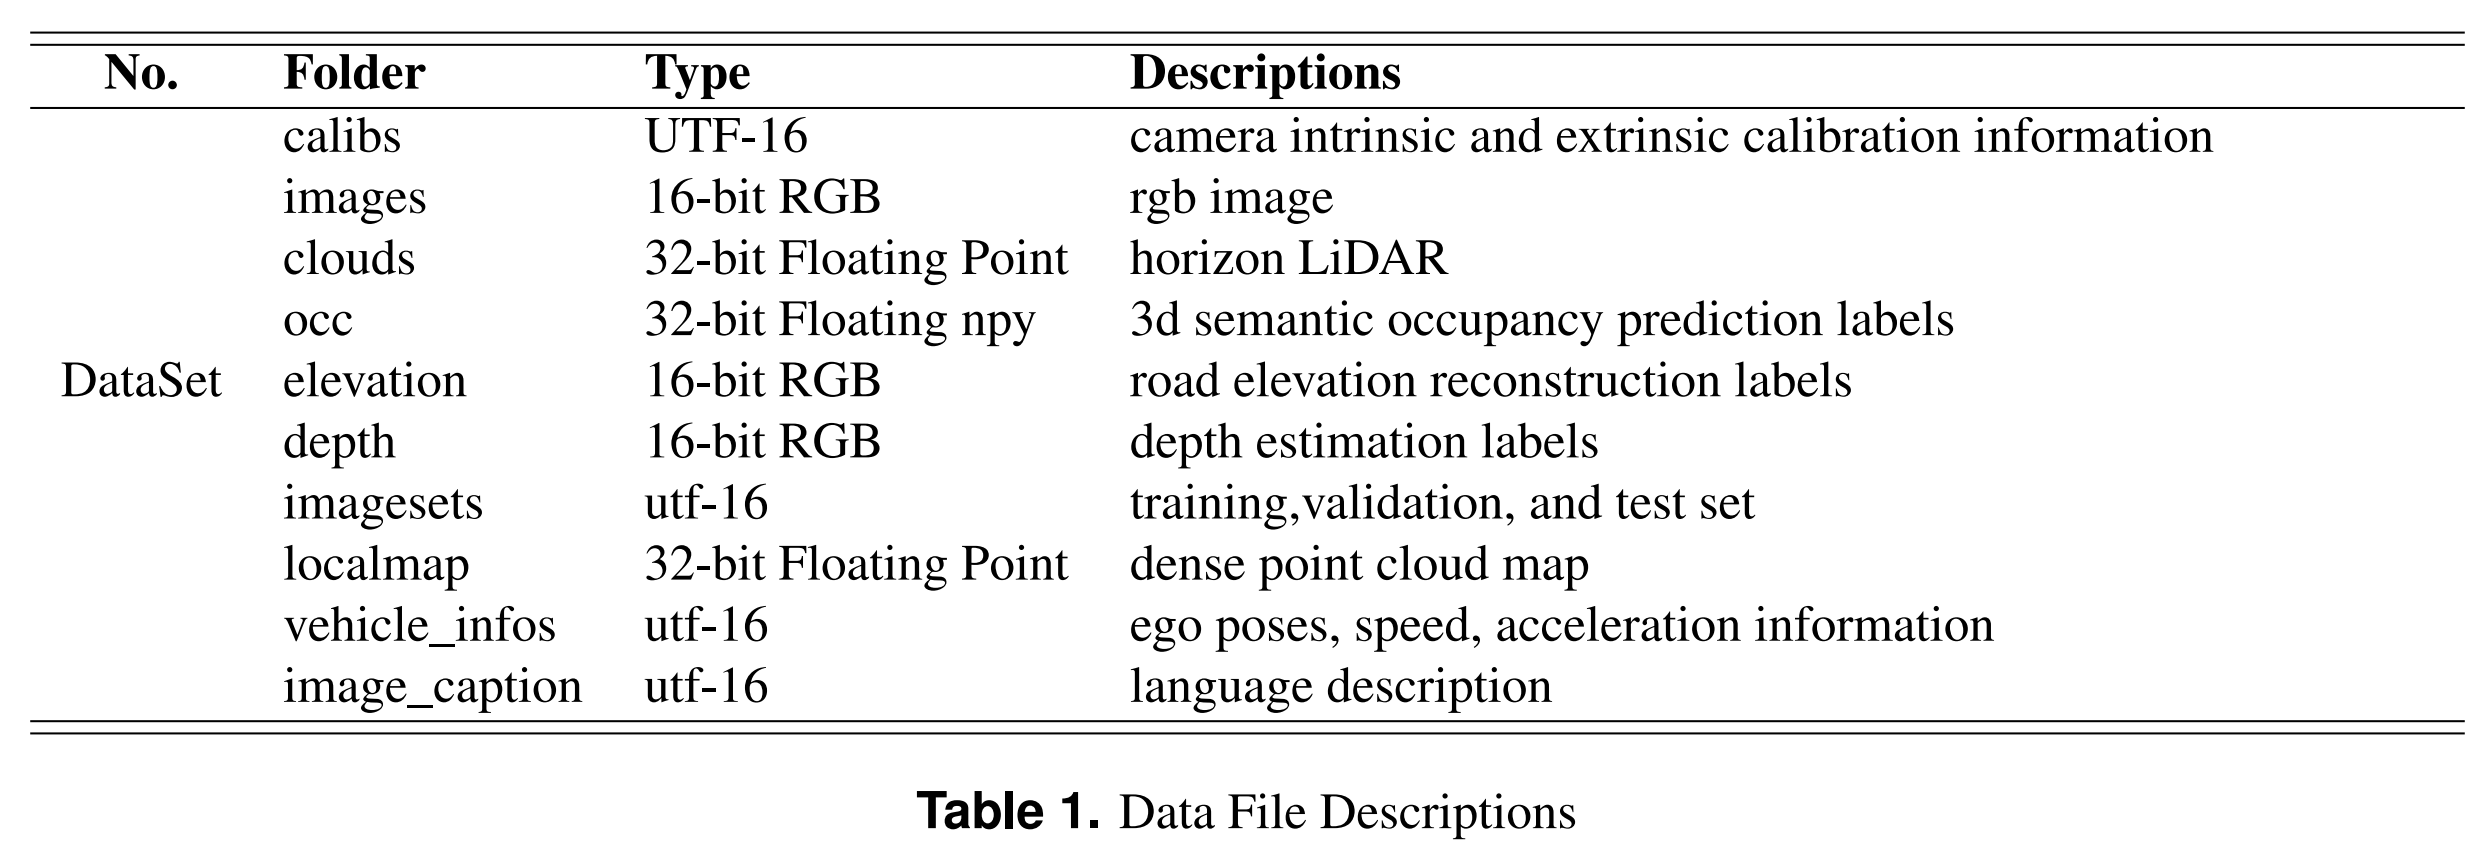 No. Folder Type Descriptions
calibs UTF-16 camera intrinsic and extrinsic calibration information
images 16-bit RGB rgb image
clouds 32-bit Floating Point horizon LiDAR
occ 32-bit Floating npy 3d semantic occupancy prediction labels
DataSet elevation 16-bit RGB road elevation reconstruction labels
depth 16-bit RGB depth estimation labels
imagesets utf-16 training,validation, and test set
localmap 32-bit Floating Point dense point cloud map
vehicle_infos utf-16 ego poses, speed, acceleration information
image_caption utf-16 language description
Table 1. Data File Descriptions